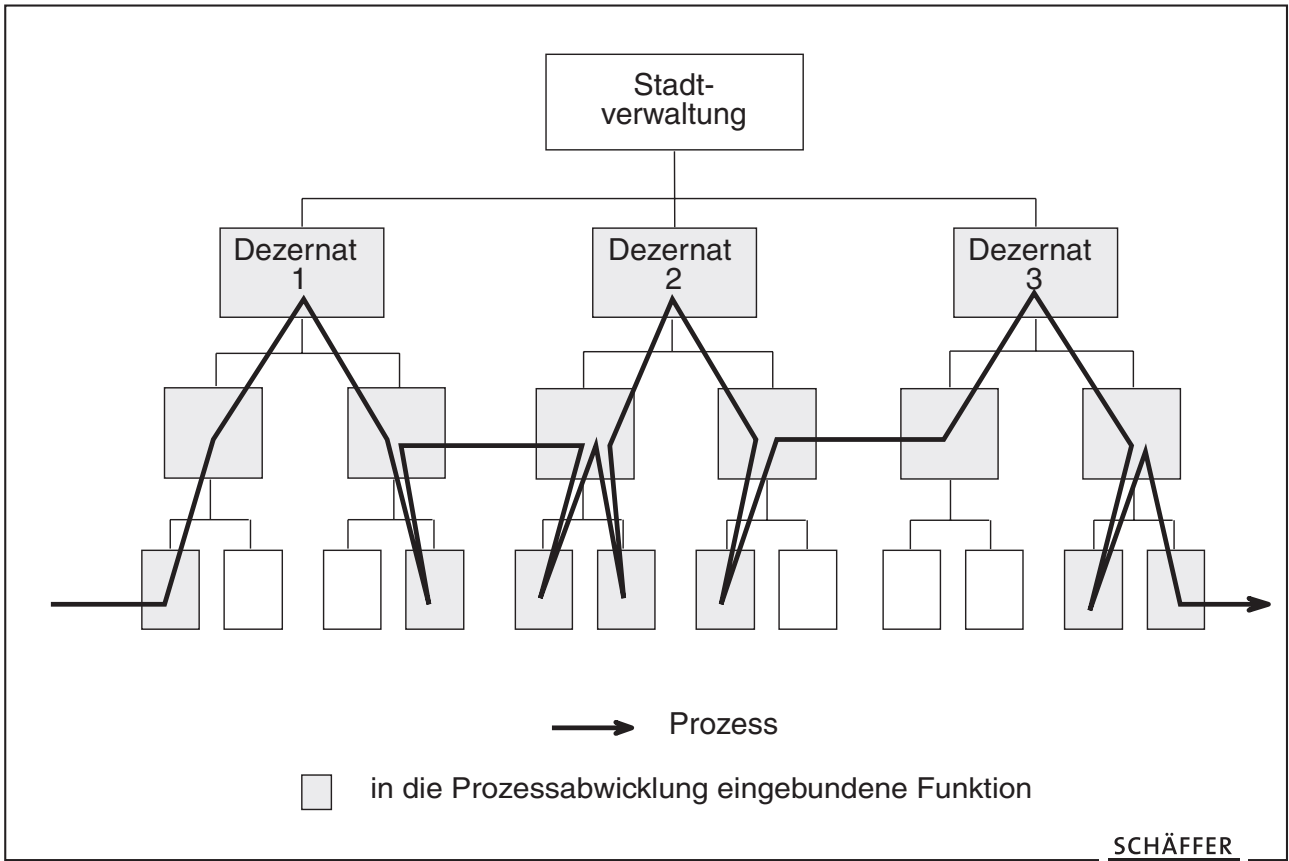 Stadt-
verwaltung
Dezernat
1
Dezernat
2
Dezernat
3
Prozess
in die Prozessabwicklung eingebundene Funktion
SCHÄFFER